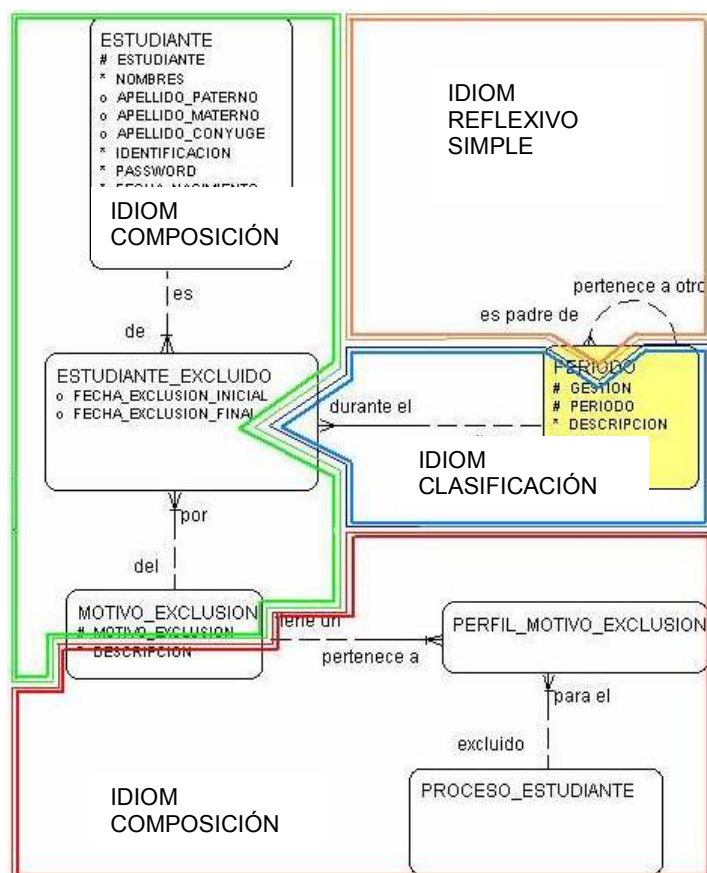 ESTUDIANTE
# ESTUDIANTE
* NOMBRES
o APELLIDO_PATERNO
o APELLIDO_MATERNO
o APELLIDO_CONYUGE
* IDENTIFICACION
* PASSWORD
IDIOM
COMPOSICIÓN
es
de
IDIOM
REFLEXIVO
SIMPLE
pertenece a otro
es padre de
ESTUDIANTE_EXCLUIDO
o FECHA_EXCLUSION_INICIAL
o FECHA_EXCLUSION_FINAL
durante el
PERIODO
# GESTION
# PERIODO
* DESCRIPCION
IDIOM
CLASIFICACIÓN
por
del
MOTIVO_EXCLUSION
# MOTIVO_EXCLUSION
* DESCRIPCION
tiene un
pertenece a
PERFIL_MOTIVO_EXCLUSION
para el
excluido
PROCESO_ESTUDIANTE
IDIOM
COMPOSICIÓN